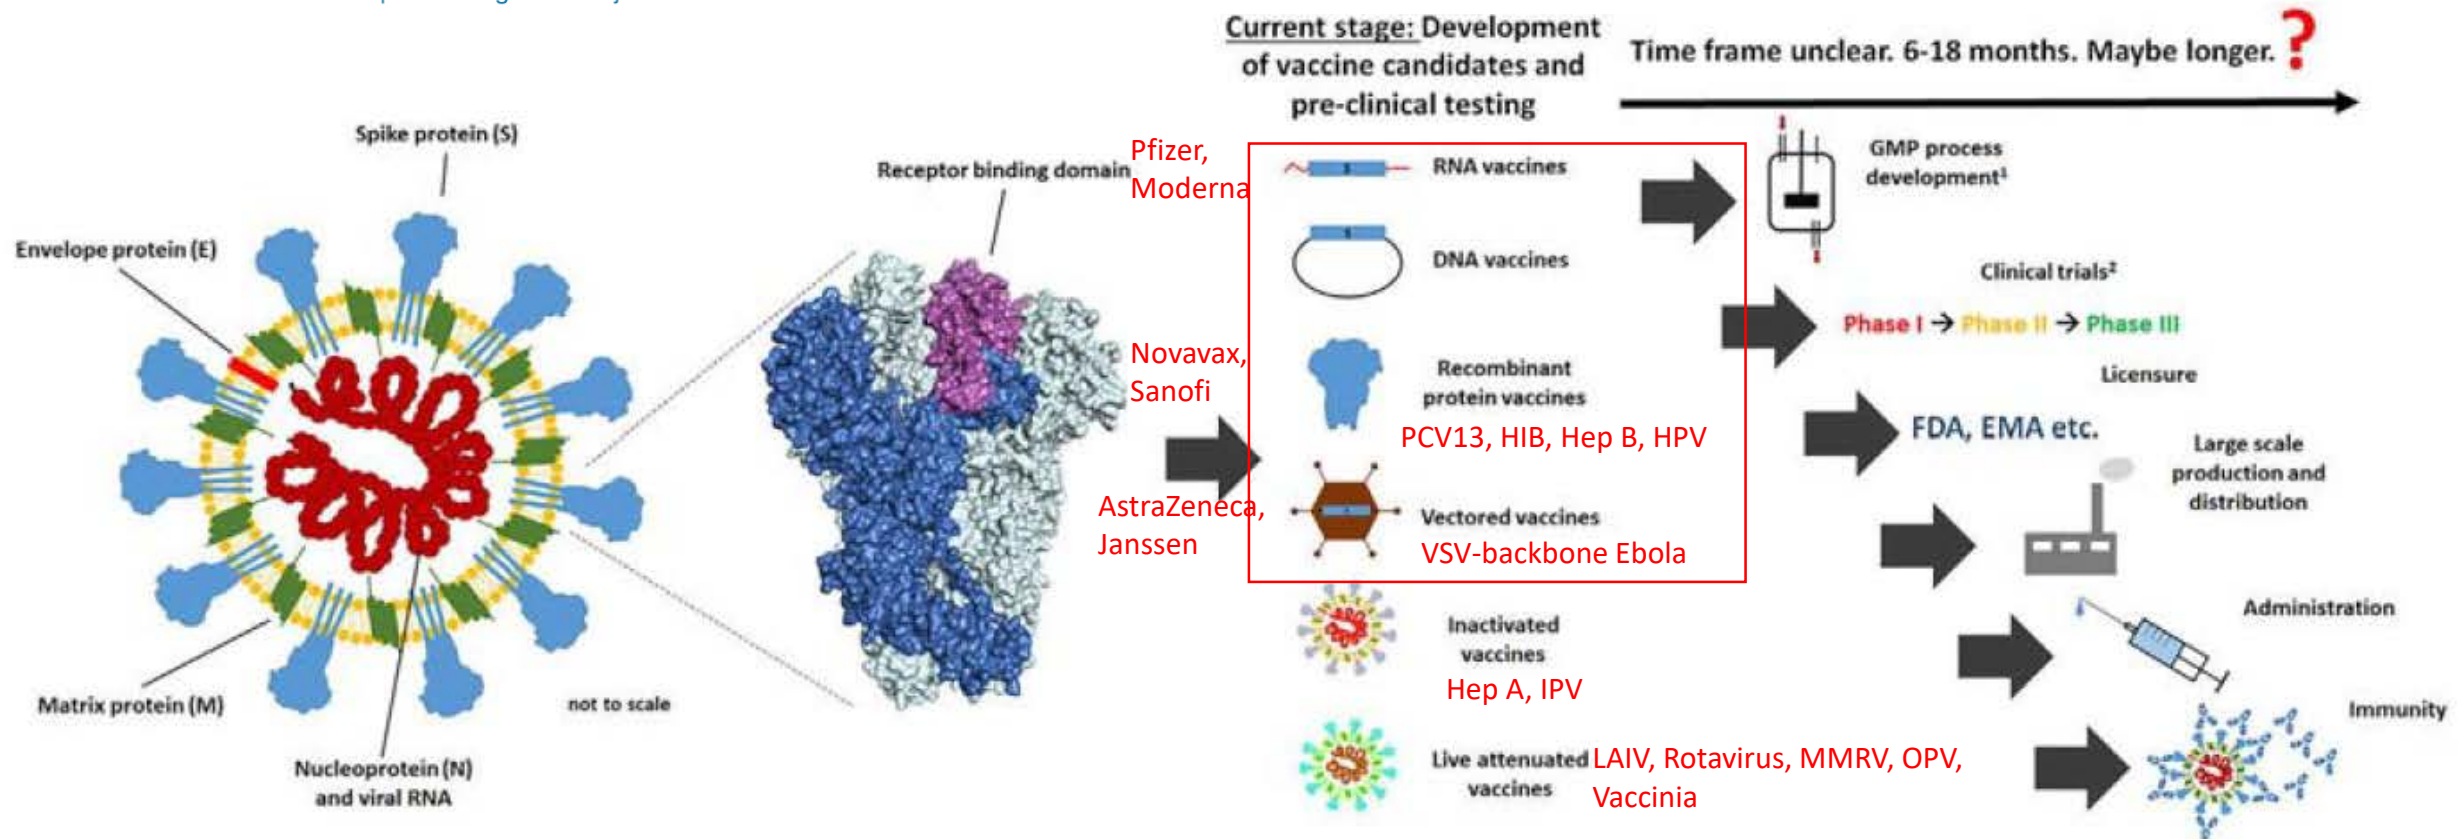 Current stage: Development
of vaccine candidates and
pre-clinical testing
Time frame unclear. 6-18 months. Maybe longer.
?
Spike protein (S)
Envelope protein (E)
Matrix protein (M)
Nucleoprotein (N)
and viral RNA
not to scale
Receptor binding domain
Pfizer,
Moderna
Novavax,
Sanofi
AstraZeneca,
Janssen
S
RNA vaccines
S
DNA vaccines
Recombinant
protein vaccines
PCV13, HIB, Hep B, HPV
Vectored vaccines
VSV-backbone Ebola
Inactivated
vaccines
Hep A, IPV
Live attenuated
vaccines
LAIV, Rotavirus, MMRV, OPV,
Vaccinia
GMP process
development¹
Clinical trials²
Phase I → Phase II → Phase III
Licensure
FDA, EMA etc.
Large scale
production and
distribution
Administration
Immunity